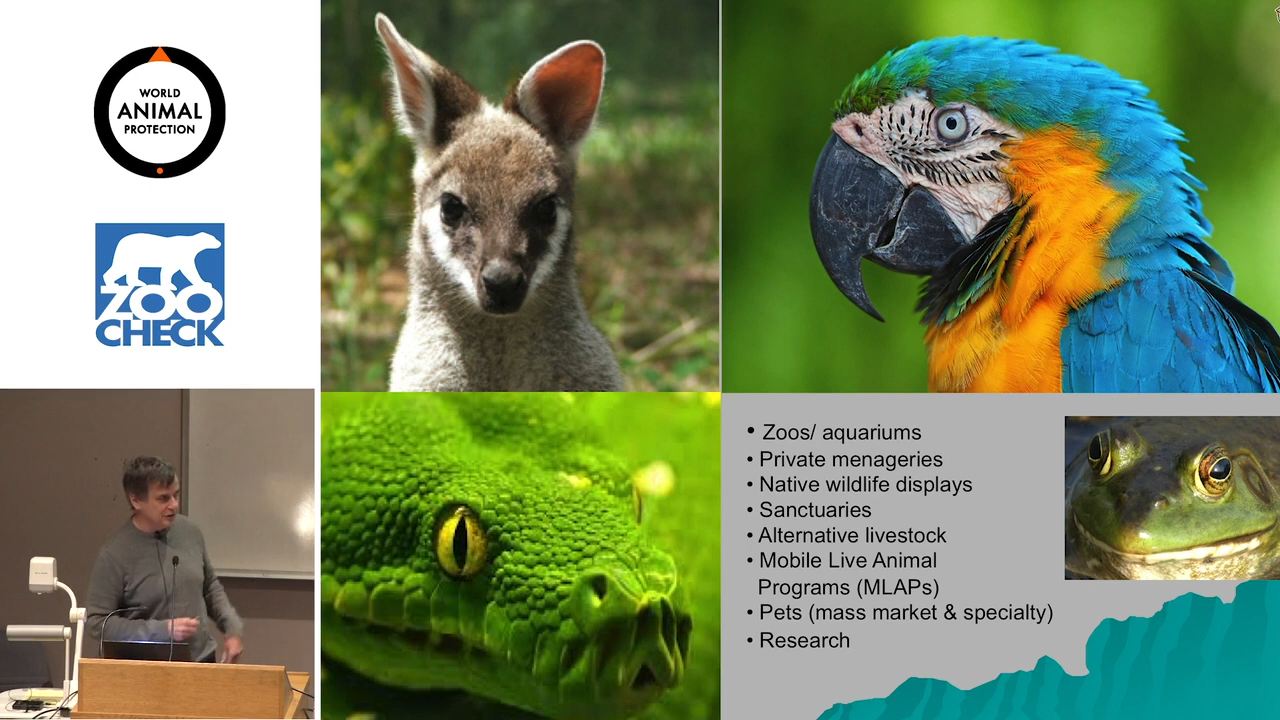 WORLD
ANIMAL
PROTECTION
ZOO
CHECK
• Zoos/ aquariums
• Private menageries
• Native wildlife displays
• Sanctuaries
• Alternative livestock
• Mobile Live Animal
Programs (MLAPs)
• Pets (mass market & specialty)
• Research